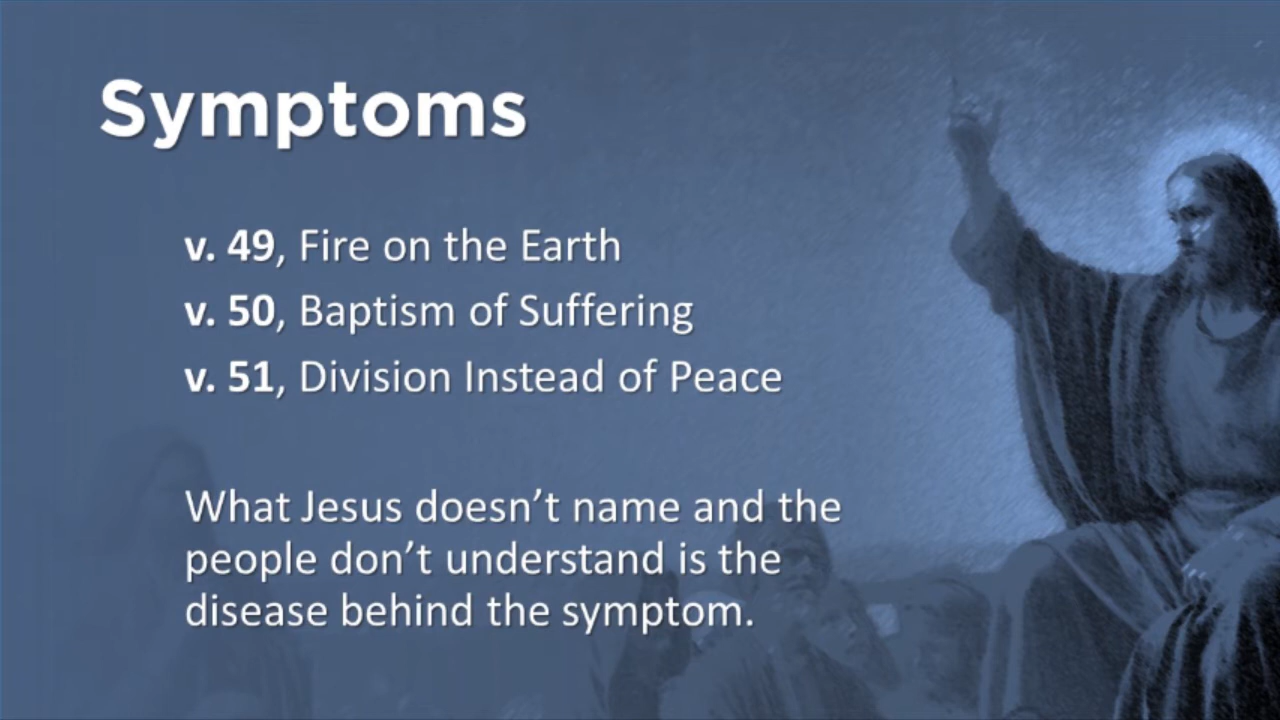 Symptoms
v. 49, Fire on the Earth
v. 50, Baptism of Suffering
v. 51, Division Instead of Peace
What Jesus doesn’t name and the
people don’t understand is the
disease behind the symptom.